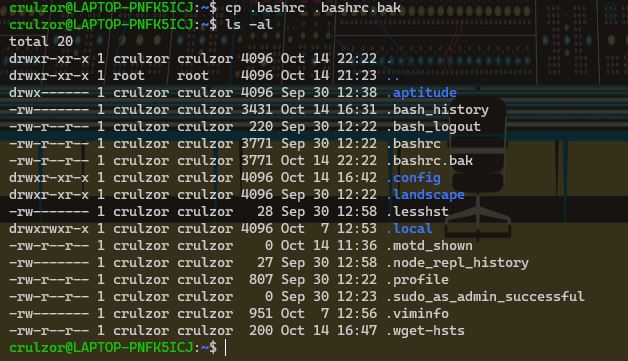 crulzor@LAPTOP-PNFK5ICJ:~$ cp .bashrc .bashrc.bak
crulzor@LAPTOP-PNFK5ICJ:~$ ls -al
total 20
drwxr-xr-x 1 crulzor crulzor 4096 Oct 14 22:22 .
drwxr-xr-x 1 root    root    4096 Oct 14 21:23 ..
drwx------ 1 crulzor crulzor 4096 Sep 30 12:38 .aptitude
-rw------- 1 crulzor crulzor 3431 Oct 14 16:31 .bash_history
-rw-r--r-- 1 crulzor crulzor  220 Sep 30 12:22 .bash_logout
-rw-r--r-- 1 crulzor crulzor 3771 Sep 30 12:22 .bashrc
-rw-r--r-- 1 crulzor crulzor 3771 Oct 14 22:22 .bashrc.bak
drwxr-xr-x 1 crulzor crulzor 4096 Oct 14 16:42 .config
drwxr-xr-x 1 crulzor crulzor 4096 Sep 30 12:22 .landscape
-rw------- 1 crulzor crulzor   28 Sep 30 12:58 .lesshst
drwxrwxr-x 1 crulzor crulzor 4096 Oct  7 12:53 .local
-rw-r--r-- 1 crulzor crulzor    0 Oct 14 11:36 .motd_shown
-rw------- 1 crulzor crulzor   27 Sep 30 12:58 .node_repl_history
-rw-r--r-- 1 crulzor crulzor  807 Sep 30 12:22 .profile
-rw-r--r-- 1 crulzor crulzor    0 Sep 30 12:23 .sudo_as_admin_successful
-rw------- 1 crulzor crulzor  951 Oct  7 12:56 .viminfo
-rw-r--r-- 1 crulzor crulzor  200 Oct 14 16:47 .wget-hsts
crulzor@LAPTOP-PNFK5ICJ:~$